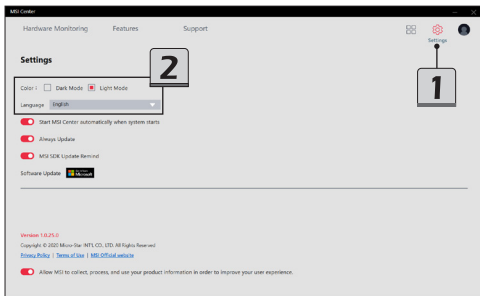 MSI Center
Hardware Monitoring Features Support
Settings
Settings
1
2
Color : Dark Mode Light Mode
Language English
Start MSI Center automatically when system starts
Always Update
MSI SDK Update Remind
Software Update Microsoft
Version 1.0.25.0
Copyright © 2020 Micro-Star INT'L CO., LTD. All Rights Reserved
Privacy Policy | Terms of Use | MSI Official website
Allow MSI to collect, process, and use your product information in order to improve your user experience.